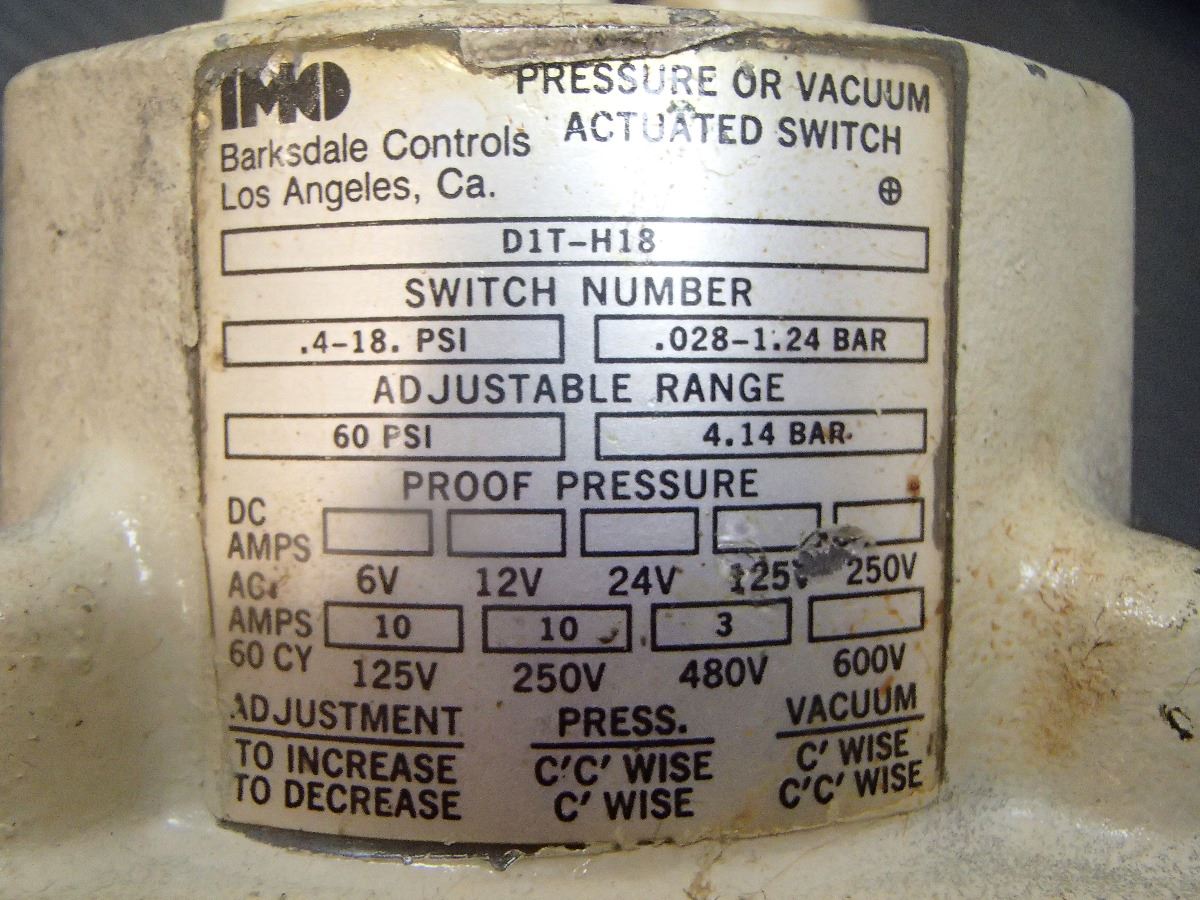 IMO
PRESSURE OR VACUUM
ACTUATED SWITCH
Barksdale Controls
Los Angeles, Ca.
D1T-H18
SWITCH NUMBER
.4-18. PSI .028-1.24 BAR
ADJUSTABLE RANGE
60 PSI 4.14 BAR
PROOF PRESSURE
DC
AMPS
6V 12V 24V 125V 250V
AC
AMPS 10 10 3
60 CY
125V 250V 480V 600V
ADJUSTMENT PRESS. VACUUM
TO INCREASE C'C' WISE C' WISE
TO DECREASE C' WISE C'C' WISE